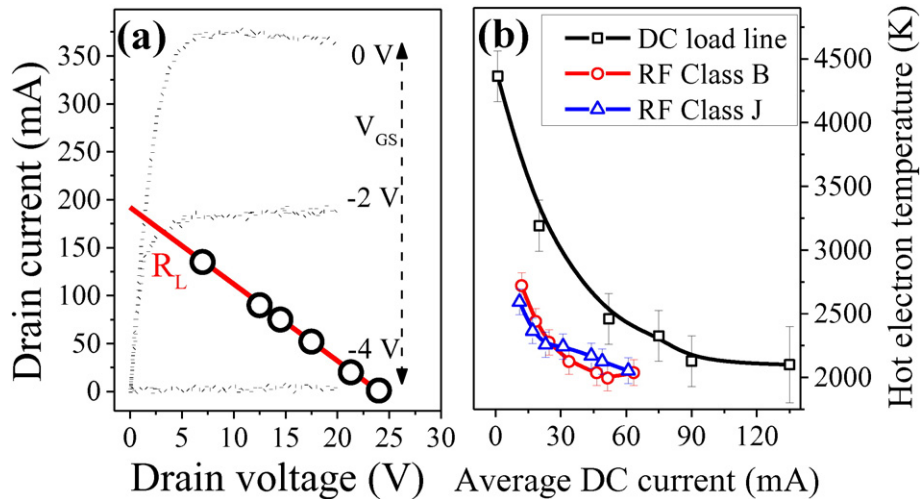 (a)
0 V
V_GS
-2 V
R_L
-4 V
350
300
250
200
150
100
50
0
0 5 10 15 20 25 30
Drain current (mA)
Drain voltage (V)
(b)
DC load line
RF Class B
RF Class J
4500
4000
3500
3000
2500
2000
0 30 60 90 120
Hot electron temperature (K)
Average DC current (mA)